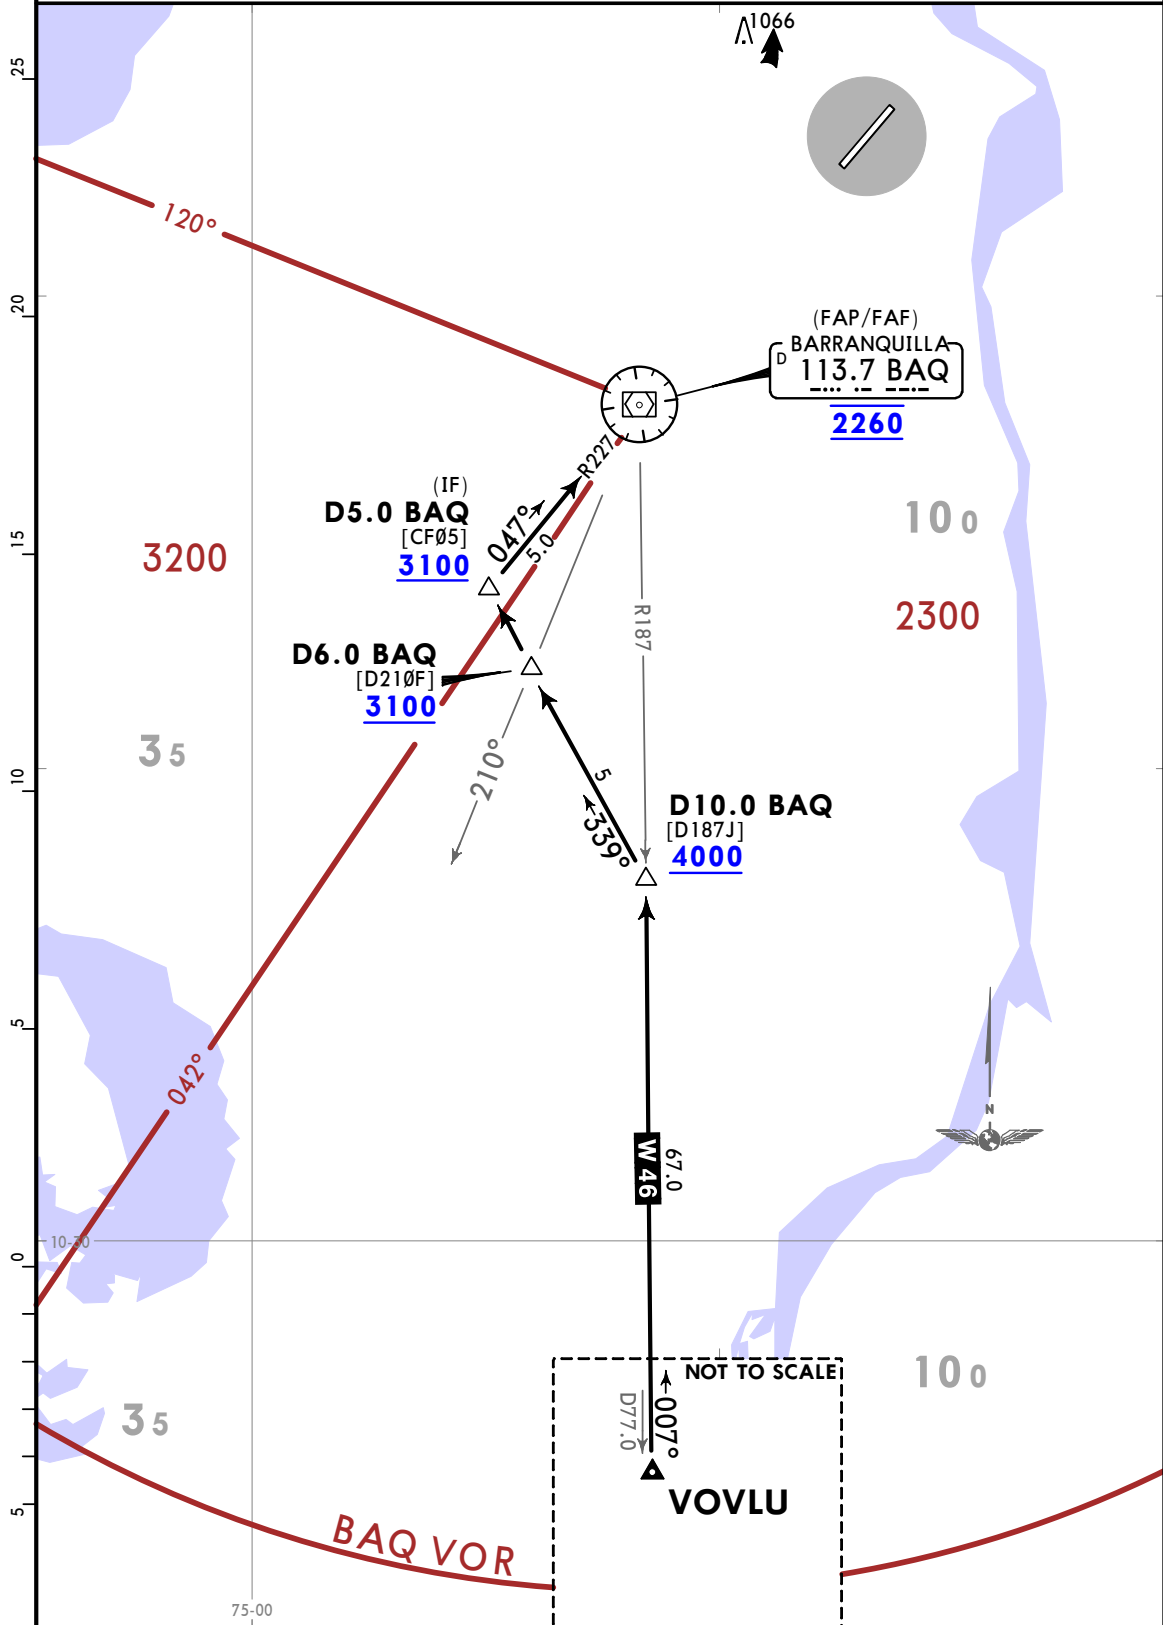 1066
25
120°
20
(FAP/FAF)
BARRANQUILLA
D
113.7 BAQ
2260
R227
(IF)
D5.0 BAQ
[CFØ5]
3100
047°
5.0
10 0
15
3200
R187
2300
D6.0 BAQ
[D21ØF]
3100
3 5
210°
5
339°
10
D10.0 BAQ
[D187J]
4000
5
042°
N
W 46
67.0
10-30
0
NOT TO SCALE
10 0
D77.0
007°
3 5
VOVLU
5
BAQ VOR
75-00